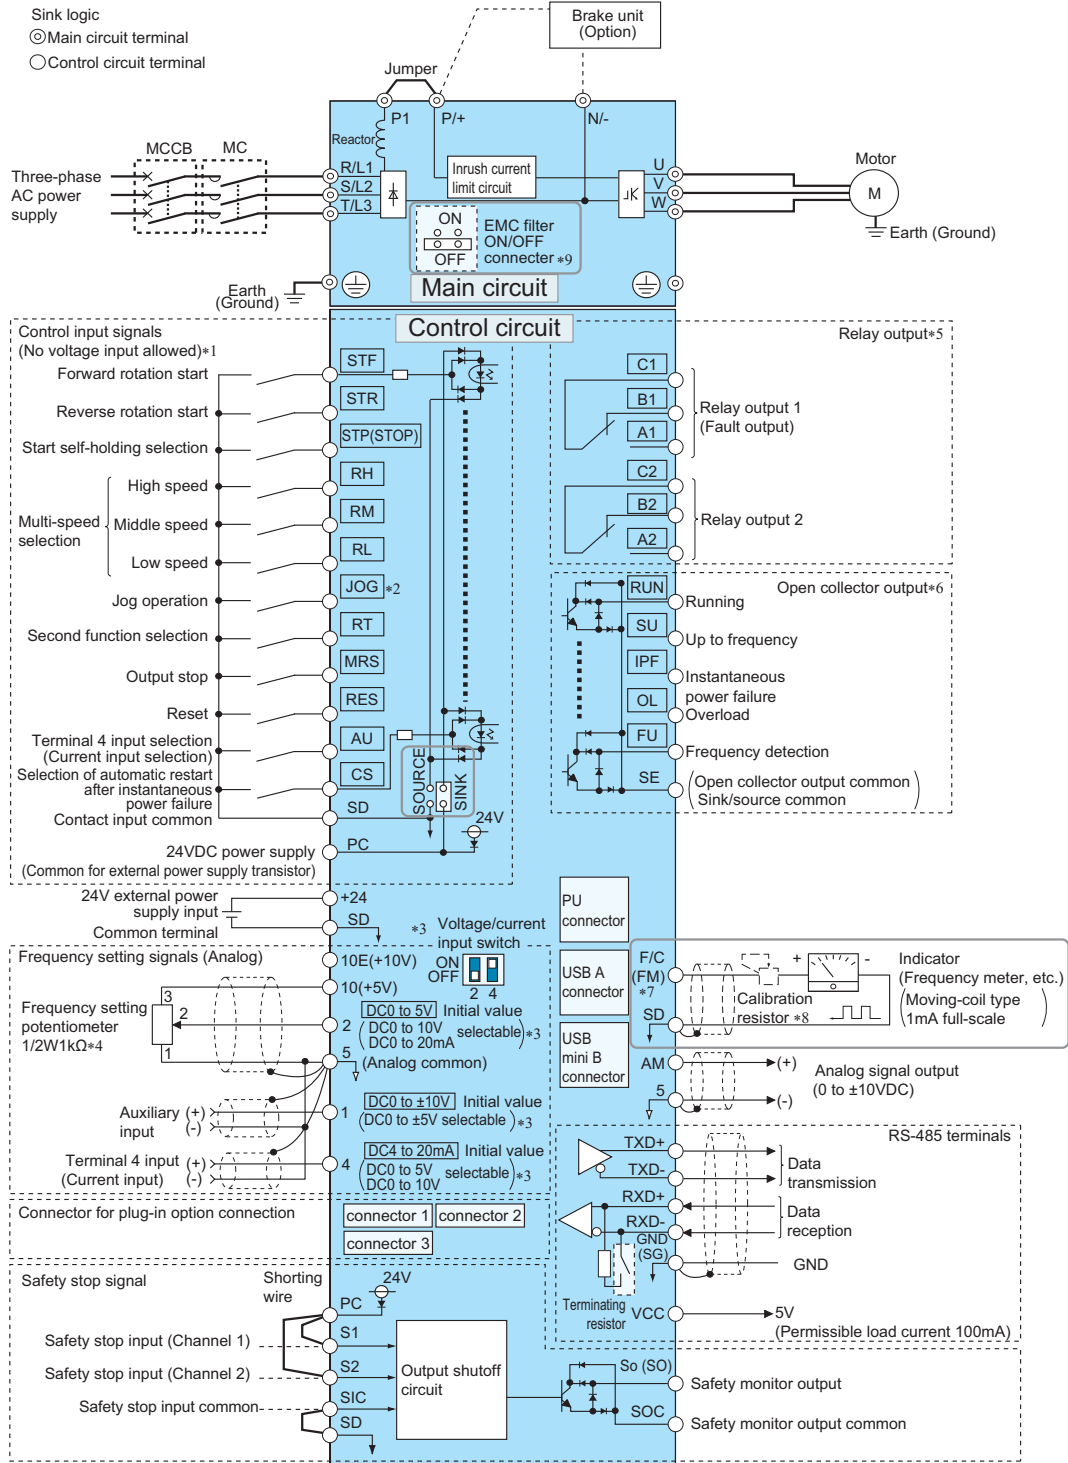 Sink logic
Main circuit terminal
Control circuit terminal
Brake unit
(Option)
Jumper
P1
P/+
N/-
Reactor
MCCB
MC
Three-phase
AC power
supply
R/L1
S/L2
T/L3
Inrush current
limit circuit
U
V
W
Motor
M
Earth (Ground)
ON
OFF
EMC filter
ON/OFF
connecter *9
Main circuit
Earth
(Ground)
Control circuit
Control input signals
(No voltage input allowed)*1
Forward rotation start
STF
Reverse rotation start
STR
Start self-holding selection
STP(STOP)
Multi-speed
selection
High speed
RH
Middle speed
RM
Low speed
RL
Jog operation
JOG *2
Second function selection
RT
Output stop
MRS
Reset
RES
Terminal 4 input selection
(Current input selection)
AU
Selection of automatic restart
after instantaneous
power failure
CS
Contact input common
SD
SOURCE
SINK
24V
24VDC power supply
(Common for external power supply transistor)
PC
Relay output*5
C1
B1
A1
Relay output 1
(Fault output)
C2
B2
A2
Relay output 2
Open collector output*6
RUN
Running
SU
Up to frequency
IPF
Instantaneous
power failure
OL
Overload
FU
Frequency detection
SE
Open collector output common
Sink/source common
24V external power
supply input
+24
Common terminal
SD
*3 Voltage/current
input switch
ON
OFF
2 4
Frequency setting signals (Analog)
10E(+10V)
10(+5V)
Frequency setting
potentiometer
1/2W1kΩ*4
3
2
1
2
DC0 to 5V Initial value
(DC0 to 10V
DC0 to 20mA selectable)*3
5
(Analog common)
Auxiliary (+)
input (-)
1
DC0 to ±10V Initial value
(DC0 to ±5V selectable)*3
Terminal 4 input (+)
(Current input) (-)
4
DC4 to 20mA Initial value
(DC0 to 5V
DC0 to 10V selectable)*3
PU
connector
USB A
connector
USB
mini B
connector
F/C
(FM)
*7
SD
+
-
Calibration
resistor *8
Indicator
(Frequency meter, etc.)
(Moving-coil type
1mA full-scale)
AM
(+)
5
(-)
Analog signal output
(0 to ±10VDC)
RS-485 terminals
TXD+
TXD-
Data
transmission
RXD+
RXD-
Data
reception
GND
(SG)
GND
Terminating
resistor
VCC
5V
(Permissible load current 100mA)
Connector for plug-in option connection
connector 1
connector 2
connector 3
Safety stop signal
Shorting
wire
24V
PC
Safety stop input (Channel 1)
S1
Safety stop input (Channel 2)
S2
Safety stop input common
SIC
SD
Output shutoff
circuit
So (SO)
Safety monitor output
SOC
Safety monitor output common